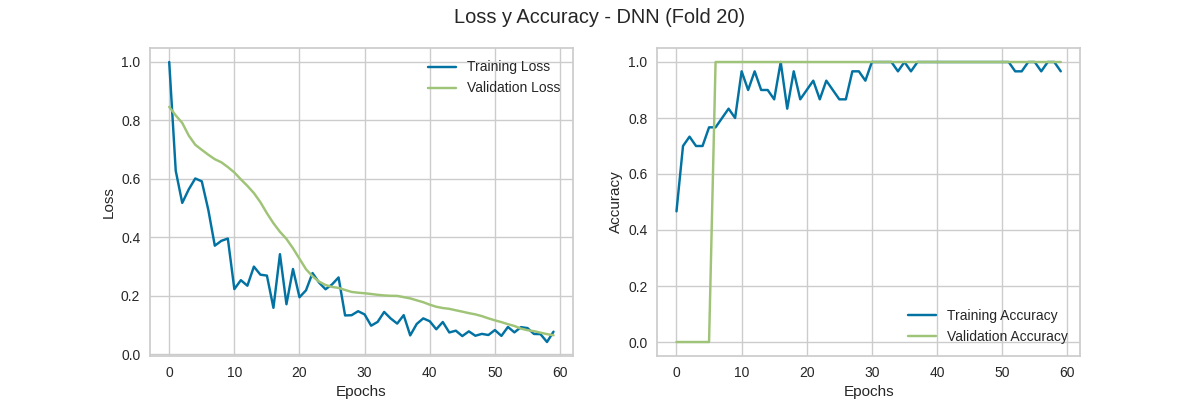 Loss y Accuracy - DNN (Fold 20)
1.0
0.8
0.6
0.4
0.2
0.0
Loss
0 10 20 30 40 50 60
Epochs
Training Loss
Validation Loss
1.0
0.8
0.6
0.4
0.2
0.0
Accuracy
0 10 20 30 40 50 60
Epochs
Training Accuracy
Validation Accuracy